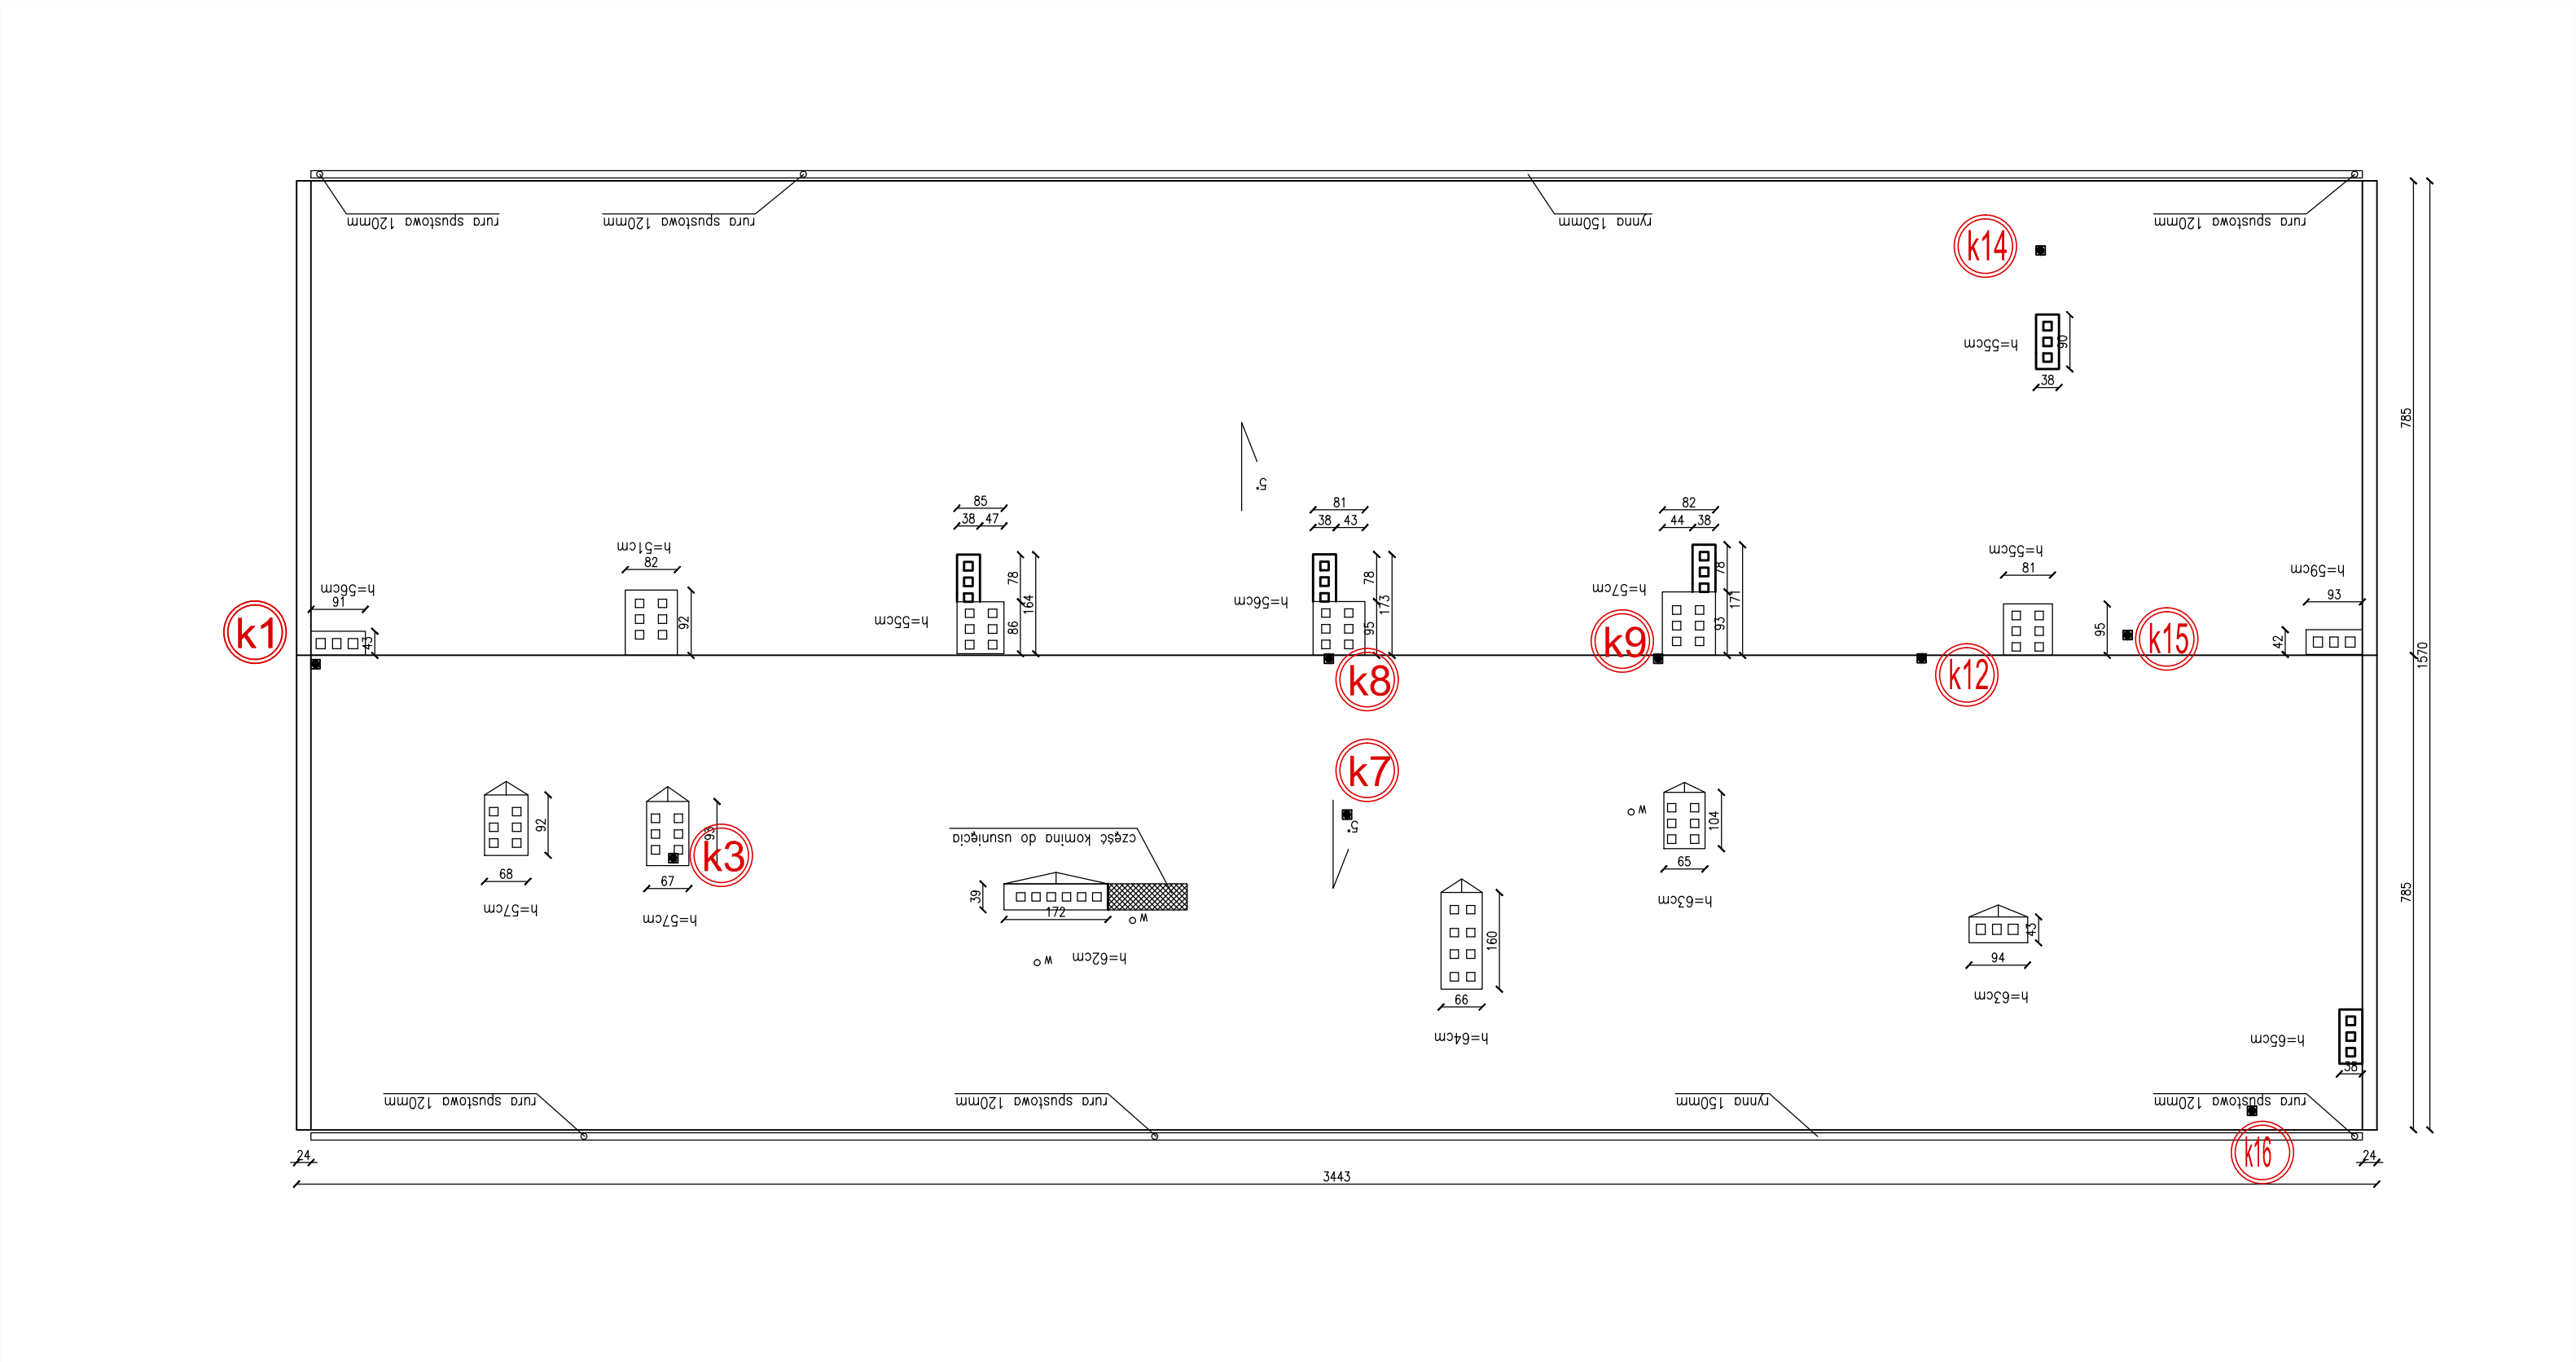 rura spustowa 120mm
rura spustowa 120mm
rynna 150mm
rura spustowa 120mm
k14
h=55cm
90
38
785
5°
85
38 47
81
38 43
82
44 38
h=51cm
82
h=55cm
81
h=59cm
93
h=56cm
91
43
92
h=55cm
78
86
164
h=56cm
78
95
173
h=57cm
78
93
171
95
42
k1
k9
k15
k8
k12
1570
k7
92
68
h=57cm
93
k3
67
h=57cm
część komina do usunięcia
39
172
w
w
h=62cm
5°
w
104
65
h=63cm
160
66
h=64cm
43
94
h=63cm
785
h=65cm
38
rura spustowa 120mm
rura spustowa 120mm
rynna 150mm
rura spustowa 120mm
k16
24
3443
24